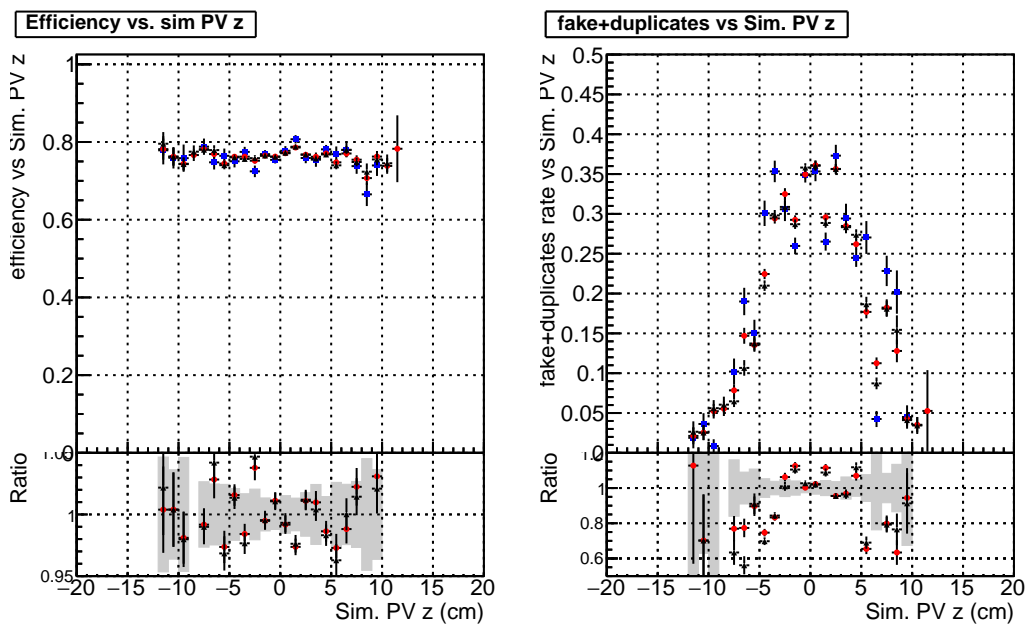 Efficiency vs. sim PV z
efficiency vs Sim. PV z
1
0.8
0.6
0.4
0.2
0
Ratio
1
0.95
−20 −15 −10 −5 0 5 10 15 20
Sim. PV z (cm)
fake+duplicates vs Sim. PV z
fake+duplicates rate vs Sim. PV z
0.5
0.45
0.4
0.35
0.3
0.25
0.2
0.15
0.1
0.05
0
Ratio
1
0.8
0.6
−20 −15 −10 −5 0 5 10 15 20
Sim. PV z (cm)